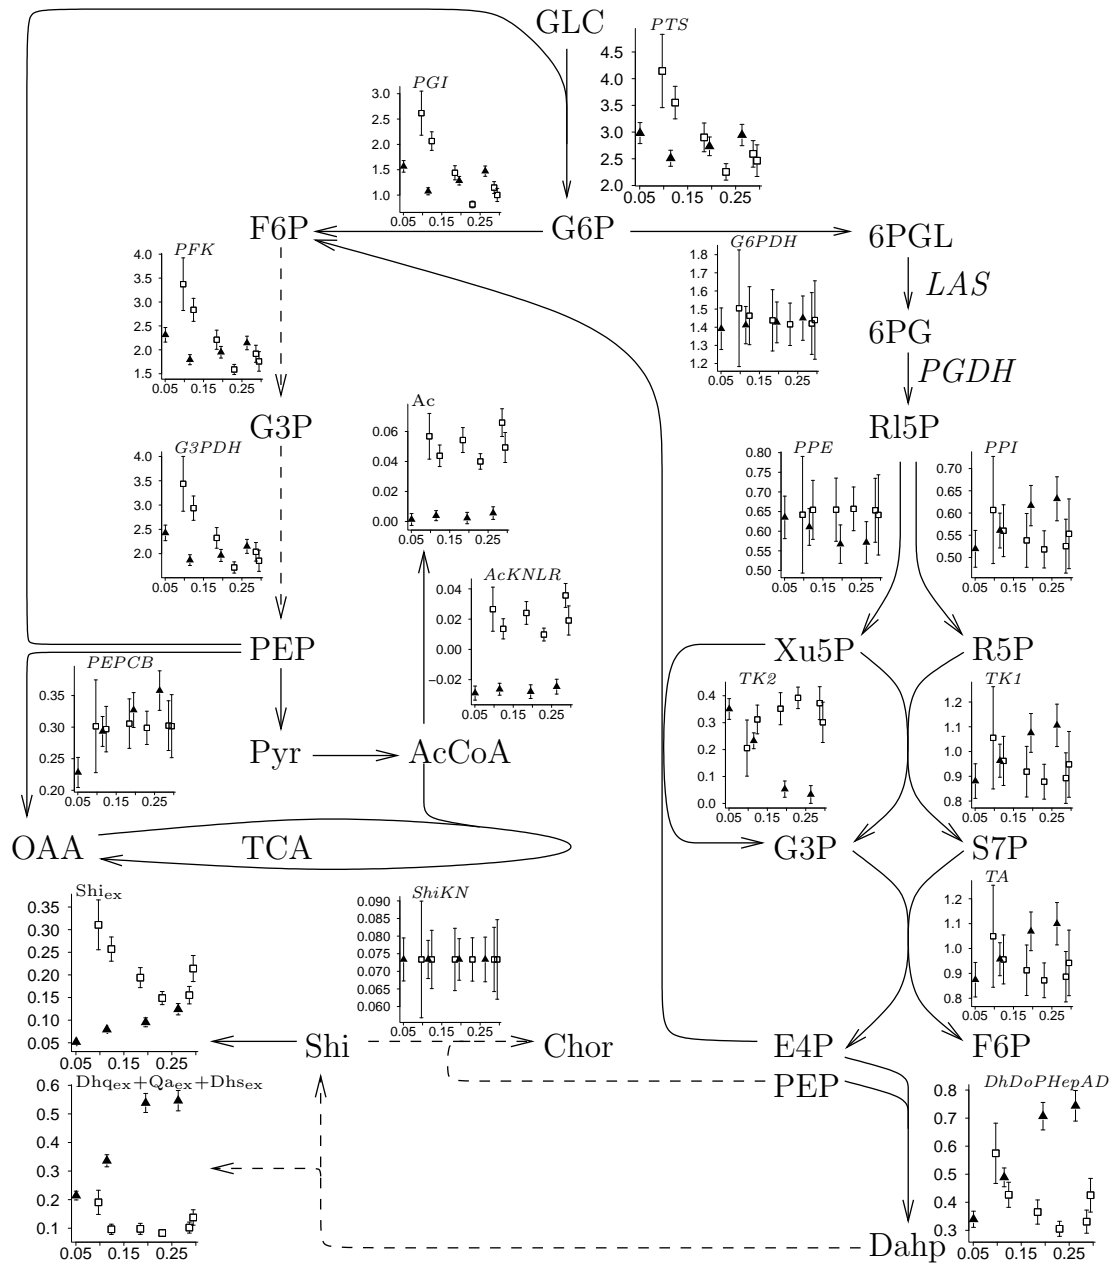 GLC
PTS
4.5
4.0
3.5
3.0
2.5
2.0
0.05 0.15 0.25
PGI
3.0
2.0
1.5
1.0
0.05 0.15 0.25
F6P
G6P
6PGL
LAS
6PG
PGDH
Rl5P
PFK
4.0
3.5
3.0
2.5
2.0
1.5
0.05 0.15 0.25
G6PDH
1.8
1.7
1.6
1.5
1.4
1.3
1.2
0.05 0.15 0.25
G3P
G3PDH
4.0
3.0
2.0
0.05 0.15 0.25
Ac
0.06
0.04
0.02
0.00
0.05 0.15 0.25
PPE
0.80
0.75
0.70
0.65
0.60
0.55
0.50
0.05 0.15 0.25
PPI
0.70
0.65
0.60
0.55
0.50
0.05 0.15 0.25
AcKNLR
0.04
0.02
0.00
−0.02
0.05 0.15 0.25
PEP
Xu5P
R5P
PEPCB
0.35
0.30
0.25
0.20
0.05 0.15 0.25
TK2
0.4
0.3
0.2
0.1
0.0
0.05 0.15 0.25
TK1
1.2
1.1
1.0
0.9
0.8
0.05 0.15 0.25
Pyr
AcCoA
OAA
TCA
G3P
S7P
Shiex
0.35
0.30
0.25
0.20
0.15
0.10
0.05
0.05 0.15 0.25
ShiKN
0.090
0.085
0.080
0.075
0.070
0.065
0.060
0.05 0.15 0.25
TA
1.2
1.1
1.0
0.9
0.8
0.05 0.15 0.25
Shi
Chor
E4P
F6P
PEP
Dhqex+Qaex+Dhsex
0.6
0.5
0.4
0.3
0.2
0.1
0.05 0.15 0.25
DhDoPHepAD
0.8
0.7
0.6
0.5
0.4
0.3
0.05 0.15 0.25
Dahp